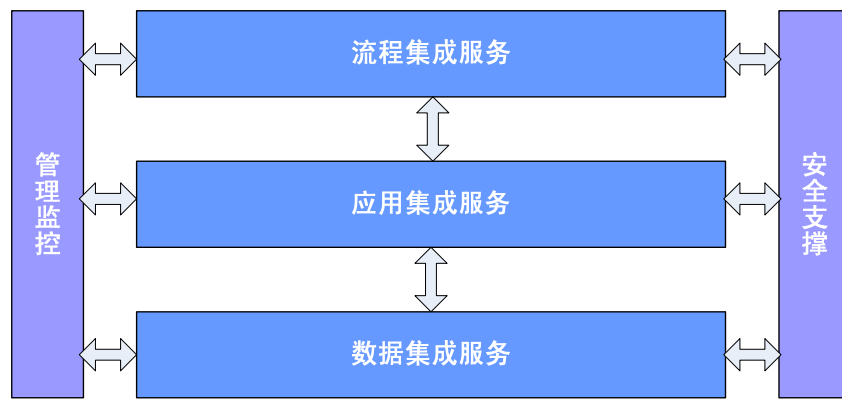 流程集成服务
管理监控
应用集成服务
安全支撑
数据集成服务